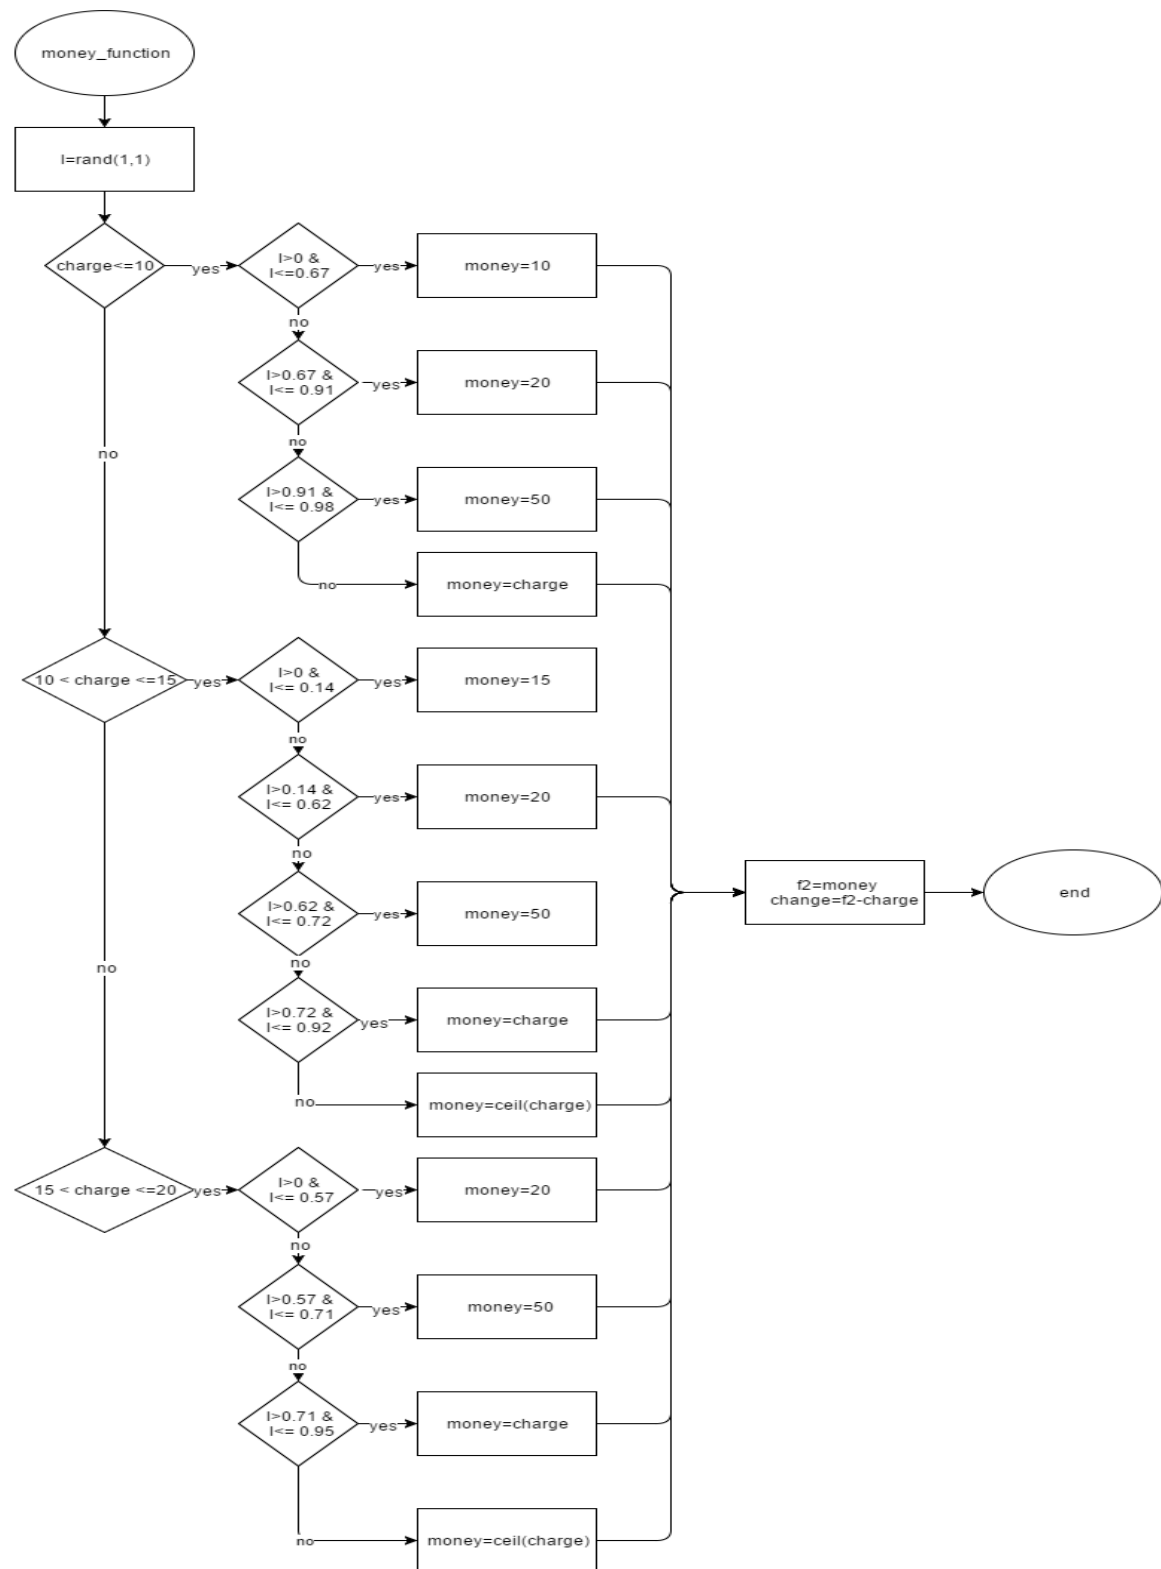 money_function
I=rand(1,1)
charge<=10
yes
I>0 &
I<=0.67
yes
money=10
no
I>0.67 &
I<= 0.91
yes
money=20
no
no
I>0.91 &
I<= 0.98
yes
money=50
no
money=charge
10 < charge <=15
yes
I>0 &
I<= 0.14
yes
money=15
no
I>0.14 &
I<= 0.62
yes
money=20
no
I>0.62 &
I<= 0.72
yes
money=50
f2=money
change=f2-charge
end
no
no
I>0.72 &
I<= 0.92
yes
money=charge
no
money=ceil(charge)
15 < charge <=20
yes
I>0 &
I<= 0.57
yes
money=20
no
I>0.57 &
I<= 0.71
yes
money=50
no
I>0.71 &
I<= 0.95
yes
money=charge
no
money=ceil(charge)